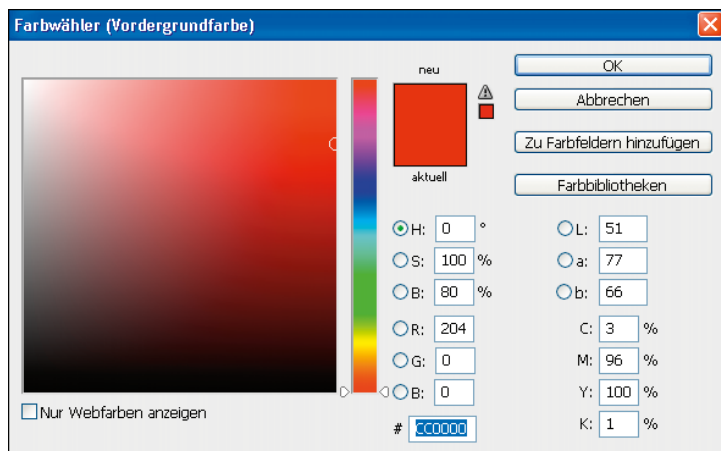 Farbwähler (Vordergrundfarbe)
neu
aktuell
OK
Abbrechen
Zu Farbfeldern hinzufügen
Farbbibliotheken
H: 0 °
S: 100 %
B: 80 %
R: 204
G: 0
B: 0
# CC0000
L: 51
a: 77
b: 66
C: 3 %
M: 96 %
Y: 100 %
K: 1 %
Nur Webfarben anzeigen